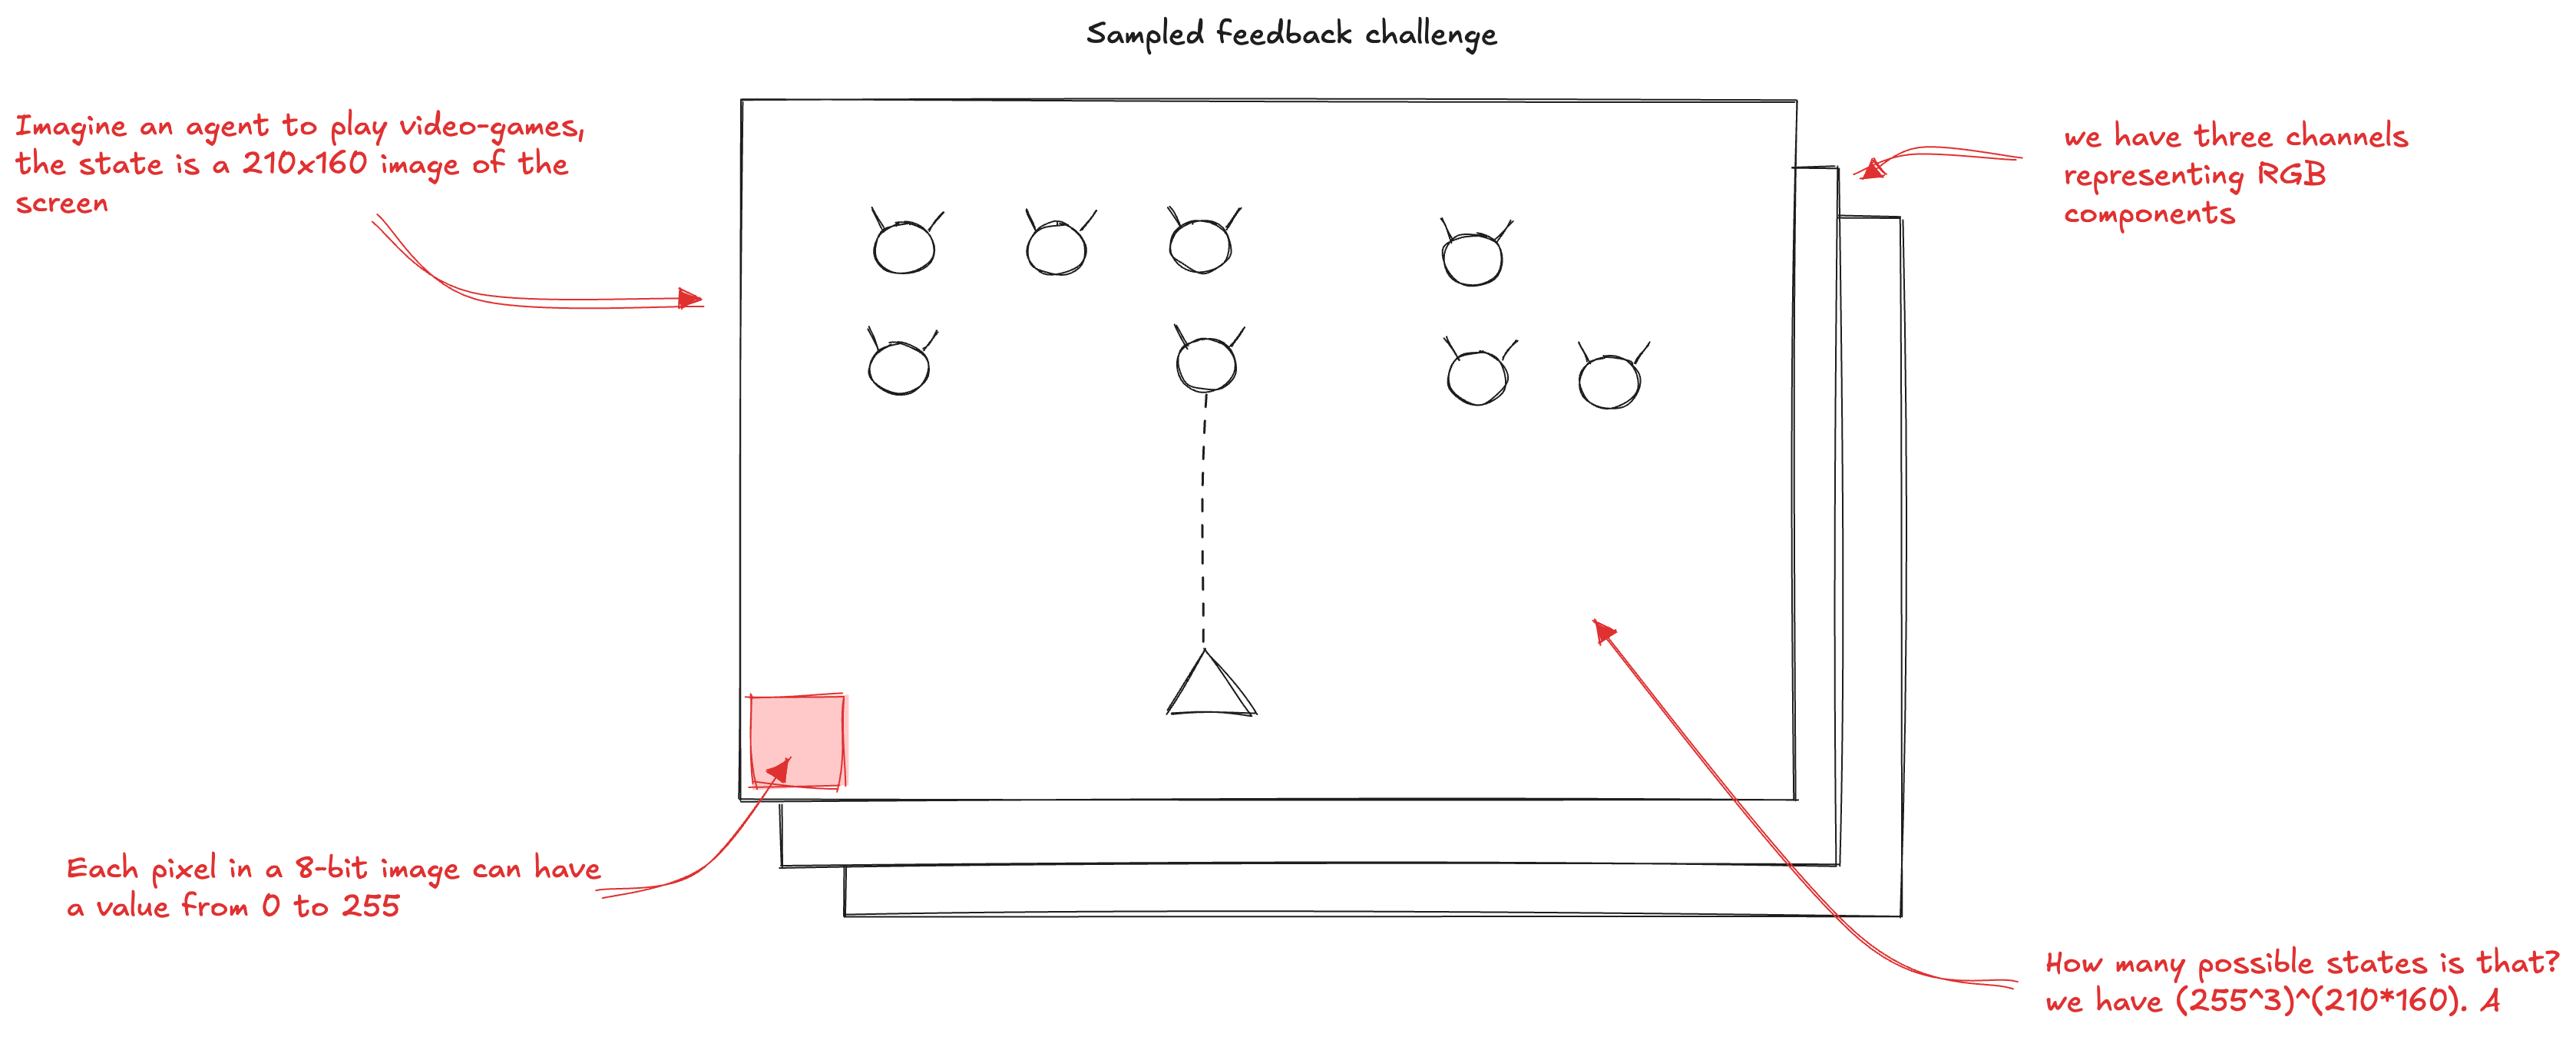 Sampled feedback challenge
Imagine an agent to play video-games,
the state is a 210x160 image of the
screen
we have three channels
representing RGB
components
Each pixel in a 8-bit image can have
a value from 0 to 255
How many possible states is that?
we have (255^3)^(210*160). A